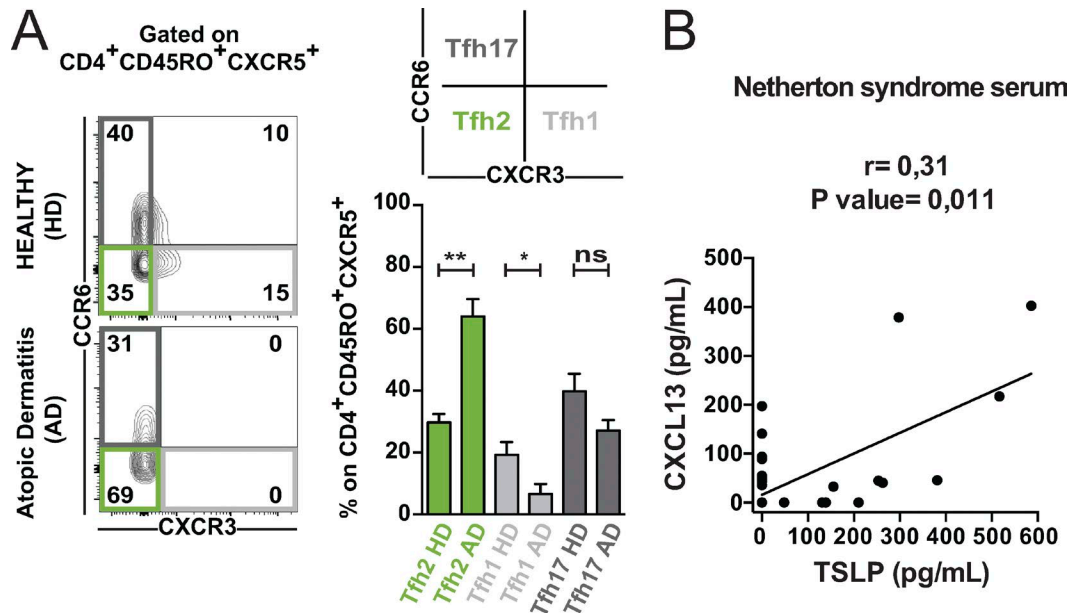 A
Gated on
CD4+CD45RO+CXCR5+
HEALTHY
(HD)
Atopic Dermatitis
(AD)
CCR6
40
10
35
15
31
0
69
0
CXCR3
CCR6
Tfh17
Tfh2
Tfh1
CXCR3
% on CD4+CD45RO+CXCR5+
100
80
60
40
20
0
**
*
ns
Tfh2 HD
Tfh2 AD
Tfh1 HD
Tfh1 AD
Tfh17 HD
Tfh17 AD
B
Netherton syndrome serum
r= 0,31
P value= 0,011
CXCL13 (pg/mL)
500
400
300
200
100
0
0 100 200 300 400 500 600
TSLP (pg/mL)